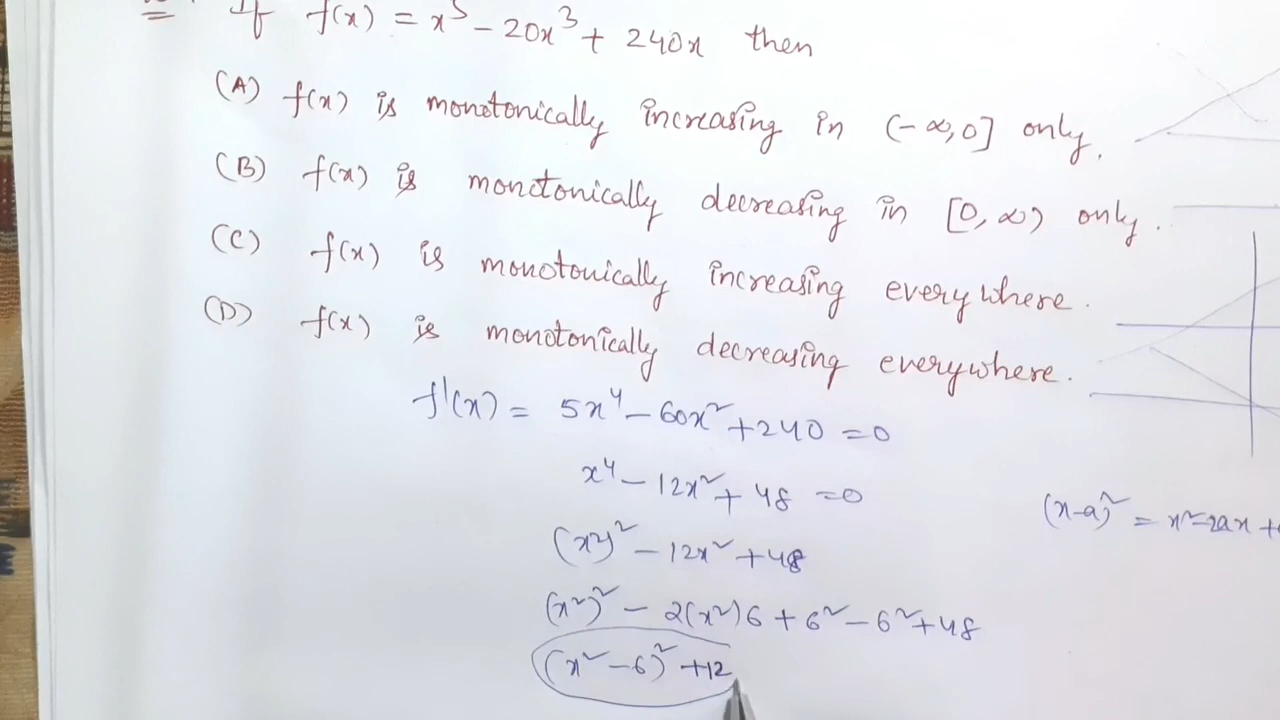 If f(x) = x⁵ - 20x³ + 240x then
(A) f(x) is monotonically increasing in (-∞,0] only.
(B) f(x) is monotonically decreasing in [0,∞) only.
(C) f(x) is monotonically increasing everywhere.
(D) f(x) is monotonically decreasing everywhere.
f'(x) = 5x⁴ - 60x² + 240 = 0
x⁴ - 12x² + 48 = 0
(x-a)² = x²-2ax +
(x²)² - 12x² + 48
(x²)² - 2(x²)6 + 6² - 6² + 48
(x² - 6)² + 12